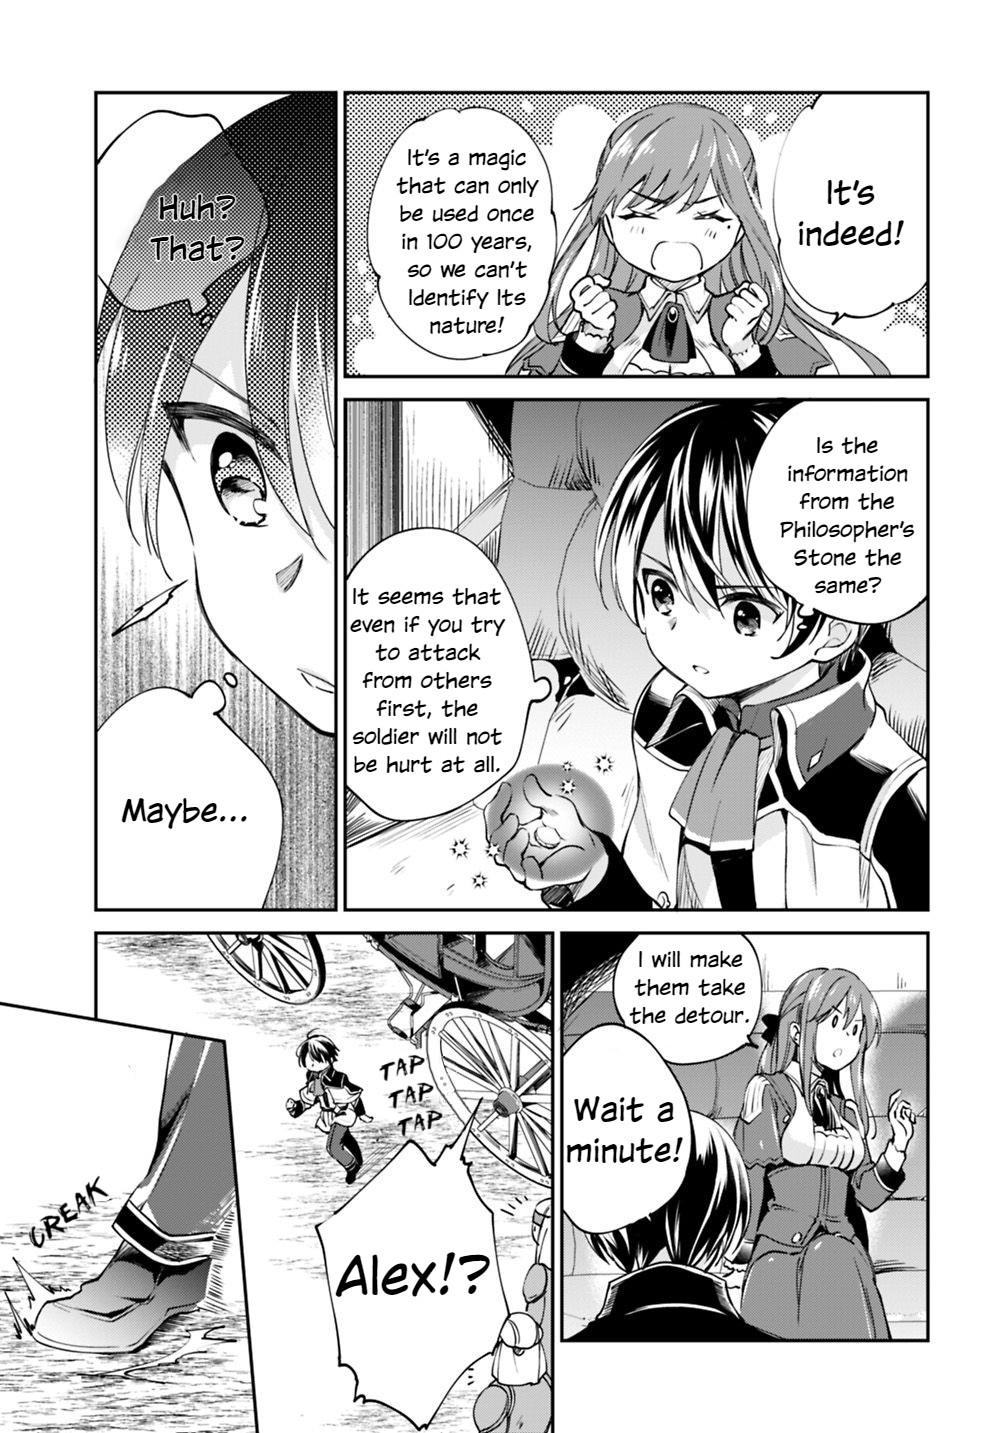 It's
indeed!
It's a magic
that can only
be used once
in 100 years,
so we can't
Identify Its
nature!
Huh?
That?
Is the
information
from the
Philosopher's
Stone the
same?
It seems that
even if you try
to attack
from others
first, the
soldier will not
be hurt at all.
Maybe...
I will make
them take
the detour.
Wait a
minute!
TAP
TAP
TAP
Alex!?
CREAK